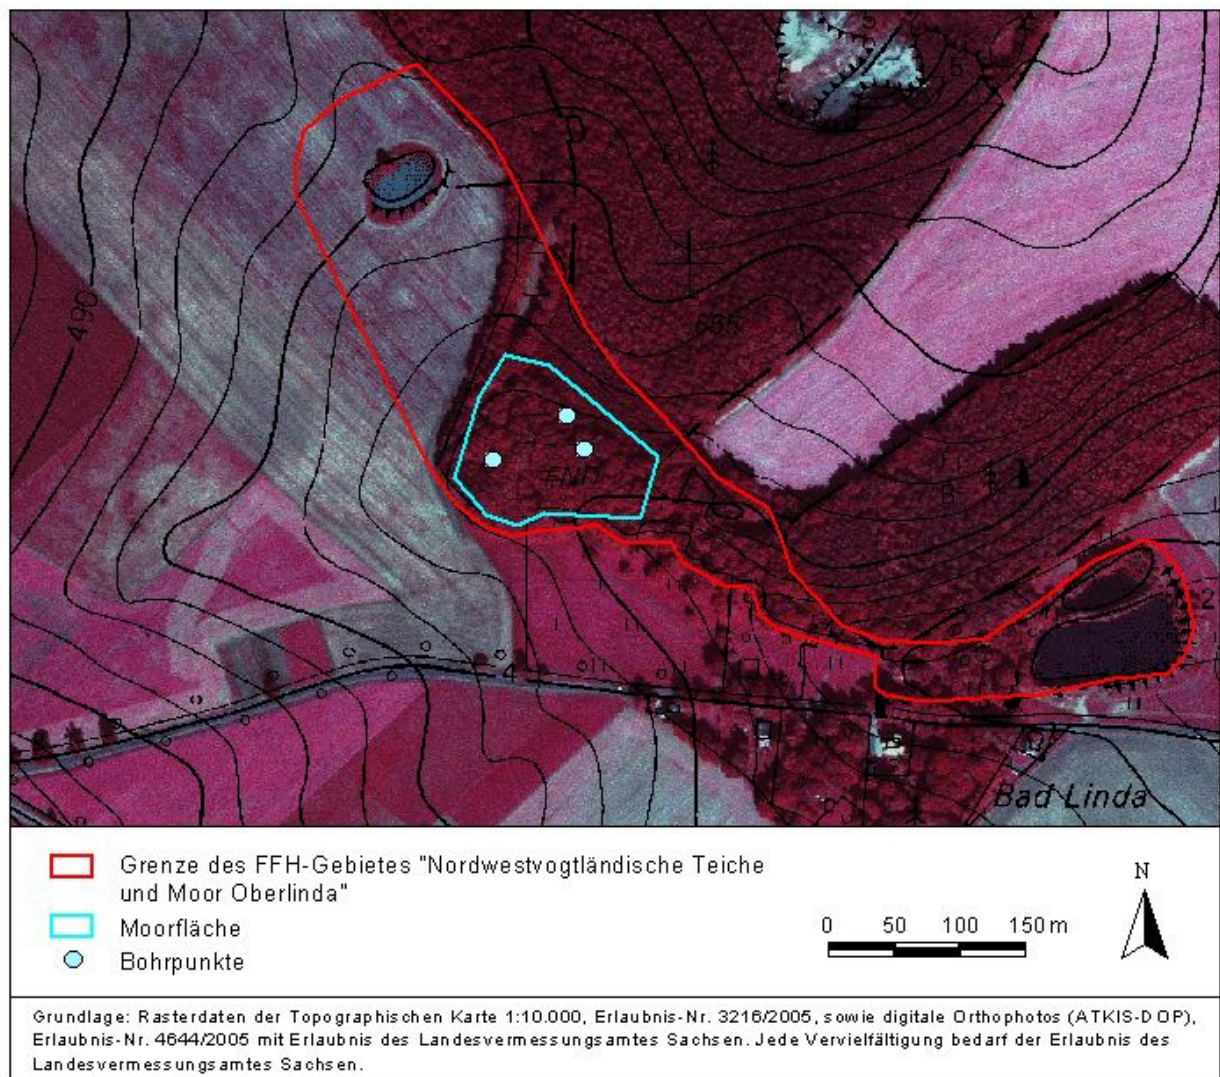 490
FND
Bad Linda
Grenze des FFH-Gebietes "Nordwestvogtländische Teiche
und Moor Oberlinda"
Moorfläche
Bohrpunkte
N
0 50 100 150 m
Grundlage: Rasterdaten der Topographischen Karte 1:10.000, Erlaubnis-Nr. 3216/2005, sowie digitale Orthophotos (ATKIS-DOP),
Erlaubnis-Nr. 4644/2005 mit Erlaubnis des Landesvermessungsamtes Sachsen. Jede Vervielfältigung bedarf der Erlaubnis des
Landesvermessungsamtes Sachsen.